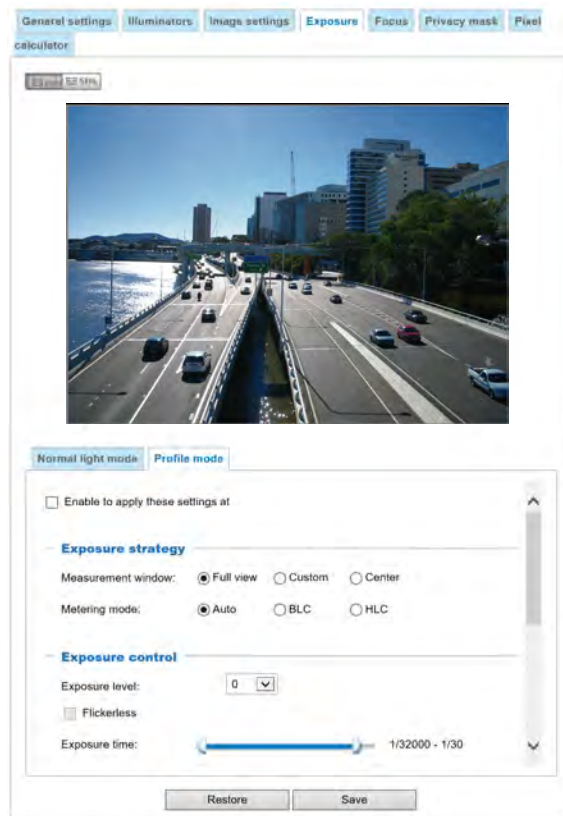 General settings Illuminators Image settings Exposure Focus Privacy mask Pixel
calculator
Normal light mode Profile mode
Enable to apply these settings at
Exposure strategy
Measurement window: Full view Custom Center
Metering mode: Auto BLC HLC
Exposure control
Exposure level: 0
Flickerless
Exposure time: 1/32000 - 1/30
Restore Save